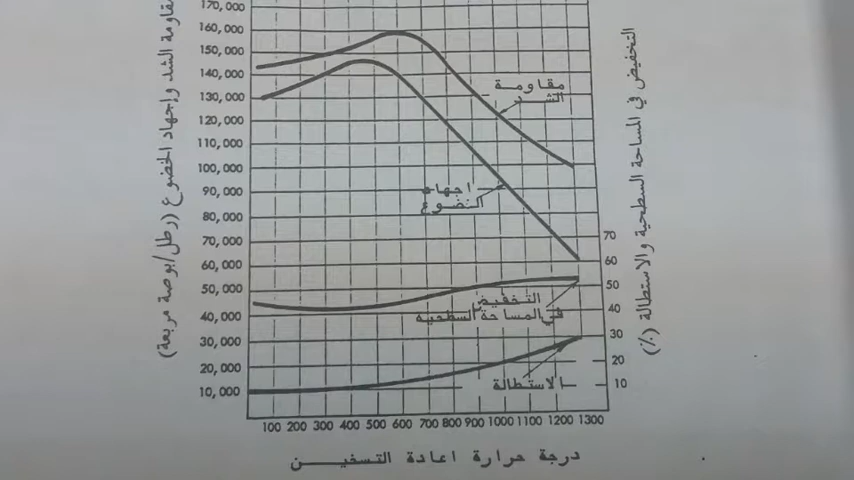 170,000
160,000
150,000
140,000
130,000
120,000
110,000
100,000
90,000
80,000
70,000
60,000
50,000
40,000
30,000
20,000
10,000
مقاومة الشد وإجهاد الخضوع (رطل/بوصة مربعة)
مقاومة
الشد
اجهاد
الخضوع
التخفيض
في المساحة السطحية
الاستطالة
70
60
50
40
30
20
10
التخفيض في المساحة السطحية والاستطالة (%)
100 200 300 400 500 600 700 800 900 1000 1100 1200 1300
درجة حرارة اعادة التسخين